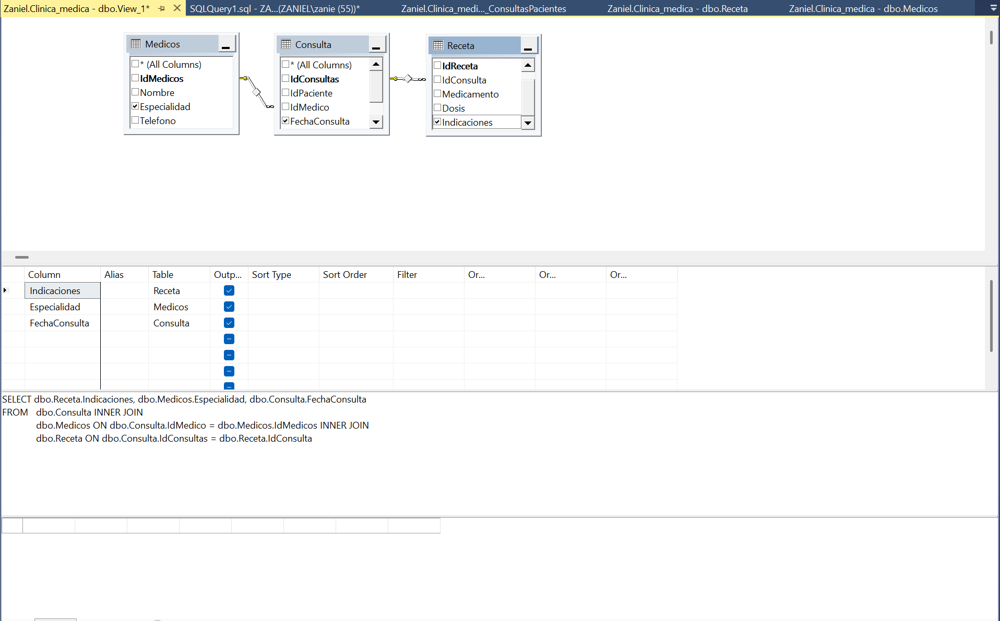 Zaniel.Clinica_medica - dbo.View_1* SQLQuery1.sql - ZA...(ZANIEL\zanie (55))* Zaniel.Clinica_medi..._ConsultasPacientes Zaniel.Clinica_medica - dbo.Receta Zaniel.Clinica_medica - dbo.Medicos
Medicos
* (All Columns)
IdMedicos
Nombre
Especialidad
Telefono
Consulta
* (All Columns)
IdConsultas
IdPaciente
IdMedico
FechaConsulta
Receta
IdReceta
IdConsulta
Medicamento
Dosis
Indicaciones
Column Alias Table Outp... Sort Type Sort Order Filter Or... Or... Or...
Indicaciones Receta
Especialidad Medicos
FechaConsulta Consulta
SELECT dbo.Receta.Indicaciones, dbo.Medicos.Especialidad, dbo.Consulta.FechaConsulta
FROM dbo.Consulta INNER JOIN
dbo.Medicos ON dbo.Consulta.IdMedico = dbo.Medicos.IdMedicos INNER JOIN
dbo.Receta ON dbo.Consulta.IdConsultas = dbo.Receta.IdConsulta